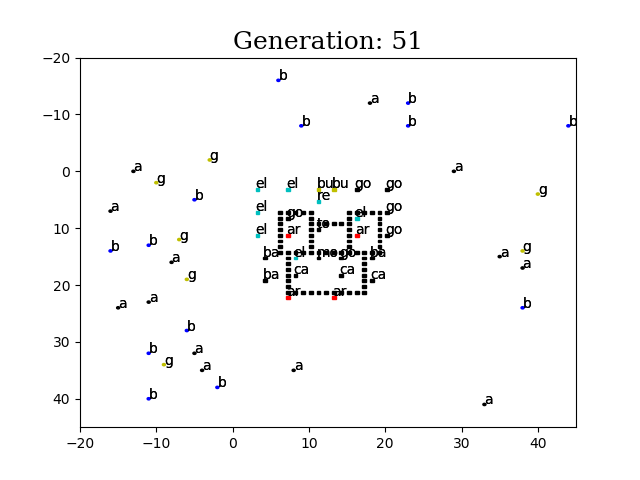 Generation: 51
−20
b
a b
b b b
−10
g
a a
0
g el el bu bu go go g
b re
a el go el go
g el ar te ar go
10
b b ba el mo go ba a g
a a
ba ca ca ca
g
20
a a ar ar b
b
30
b a
g a a
b
b
40
a
−20 −10 0 10 20 30 40